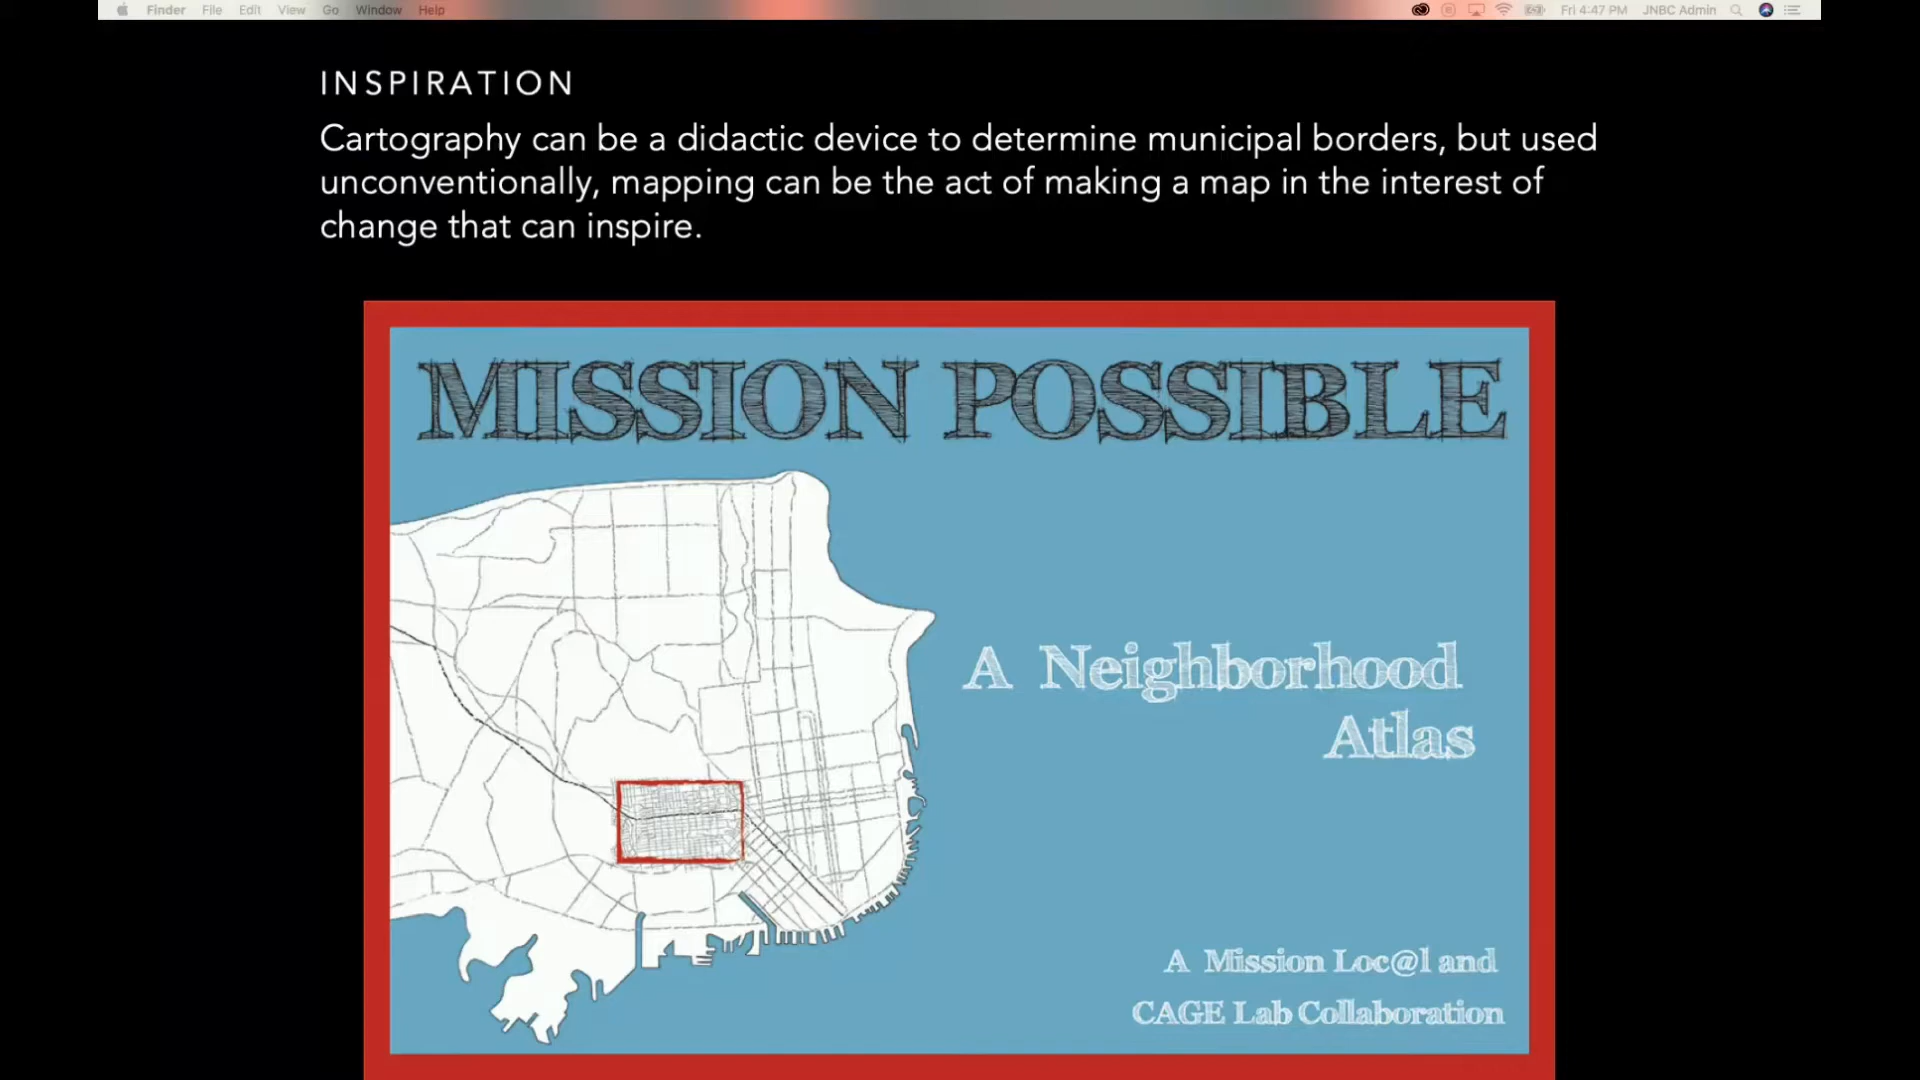 Finder File Edit View Go Window Help Fri 4:47 PM JNBC Admin
INSPIRATION
Cartography can be a didactic device to determine municipal borders, but used
unconventionally, mapping can be the act of making a map in the interest of
change that can inspire.
MISSION POSSIBLE
A Neighborhood
Atlas
A Mission Loc@l and
CAGE Lab Collaboration